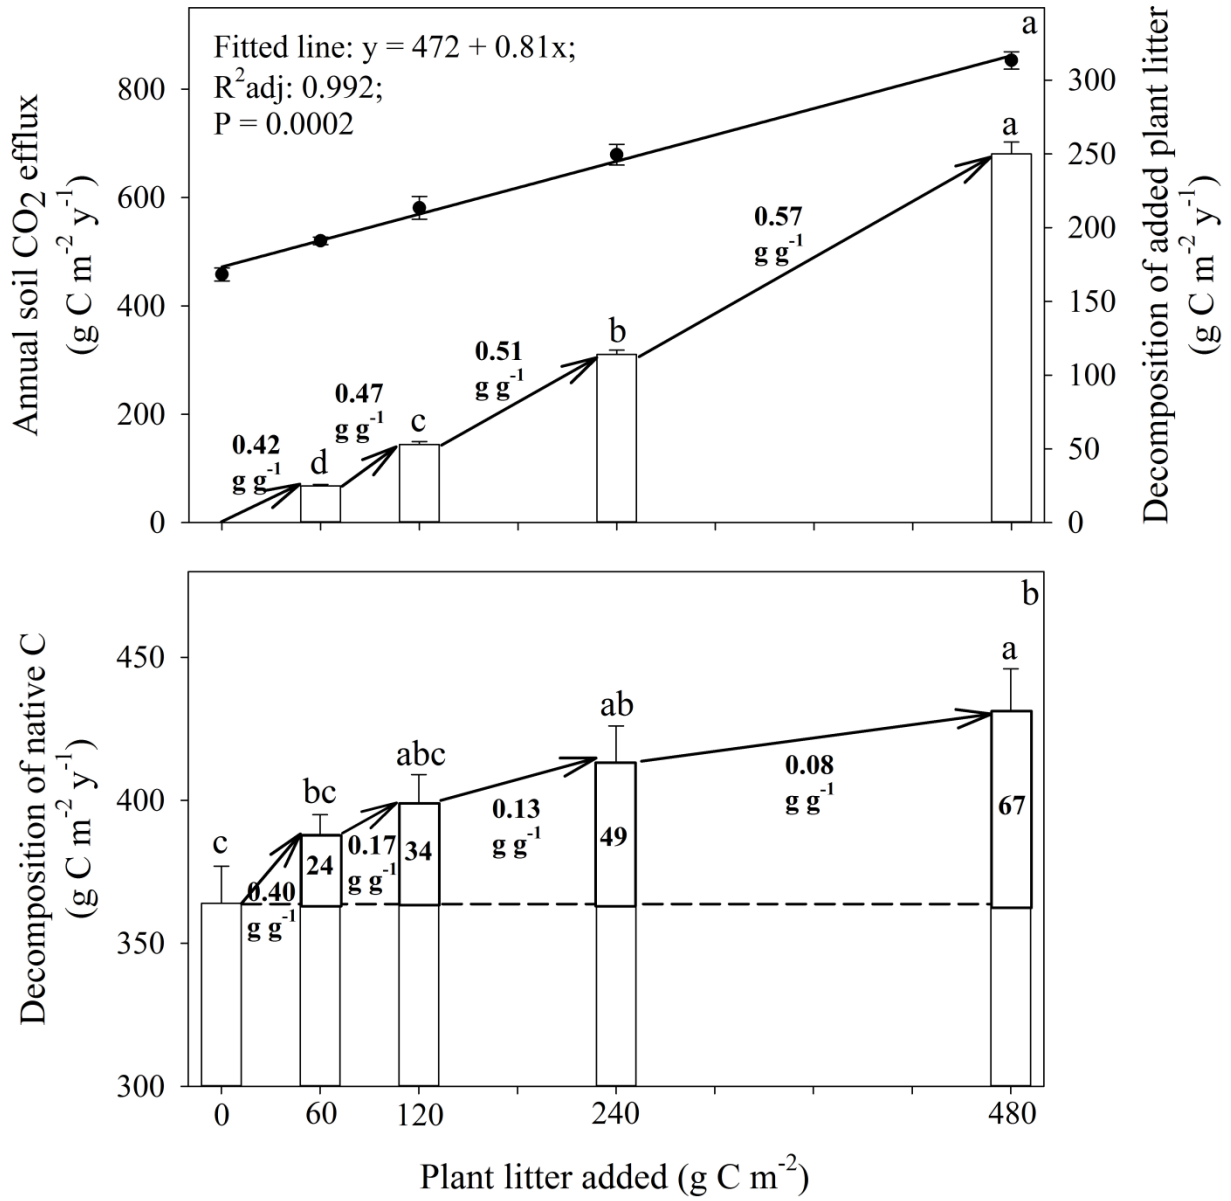 a
Fitted line: y = 472 + 0.81x;
R²adj: 0.992;
P = 0.0002
Annual soil CO₂ efflux
(g C m⁻² y⁻¹)
800
600
400
200
0
Decomposition of added plant litter
(g C m⁻² y⁻¹)
300
250
200
150
100
50
0
0.42
g g⁻¹
d
0.47
g g⁻¹
c
0.51
g g⁻¹
b
0.57
g g⁻¹
a
b
Decomposition of native C
(g C m⁻² y⁻¹)
450
400
350
300
c
0.40
g g⁻¹
bc
24
0.17
g g⁻¹
abc
34
0.13
g g⁻¹
ab
49
0.08
g g⁻¹
a
67
0 60 120 240 480
Plant litter added (g C m⁻²)